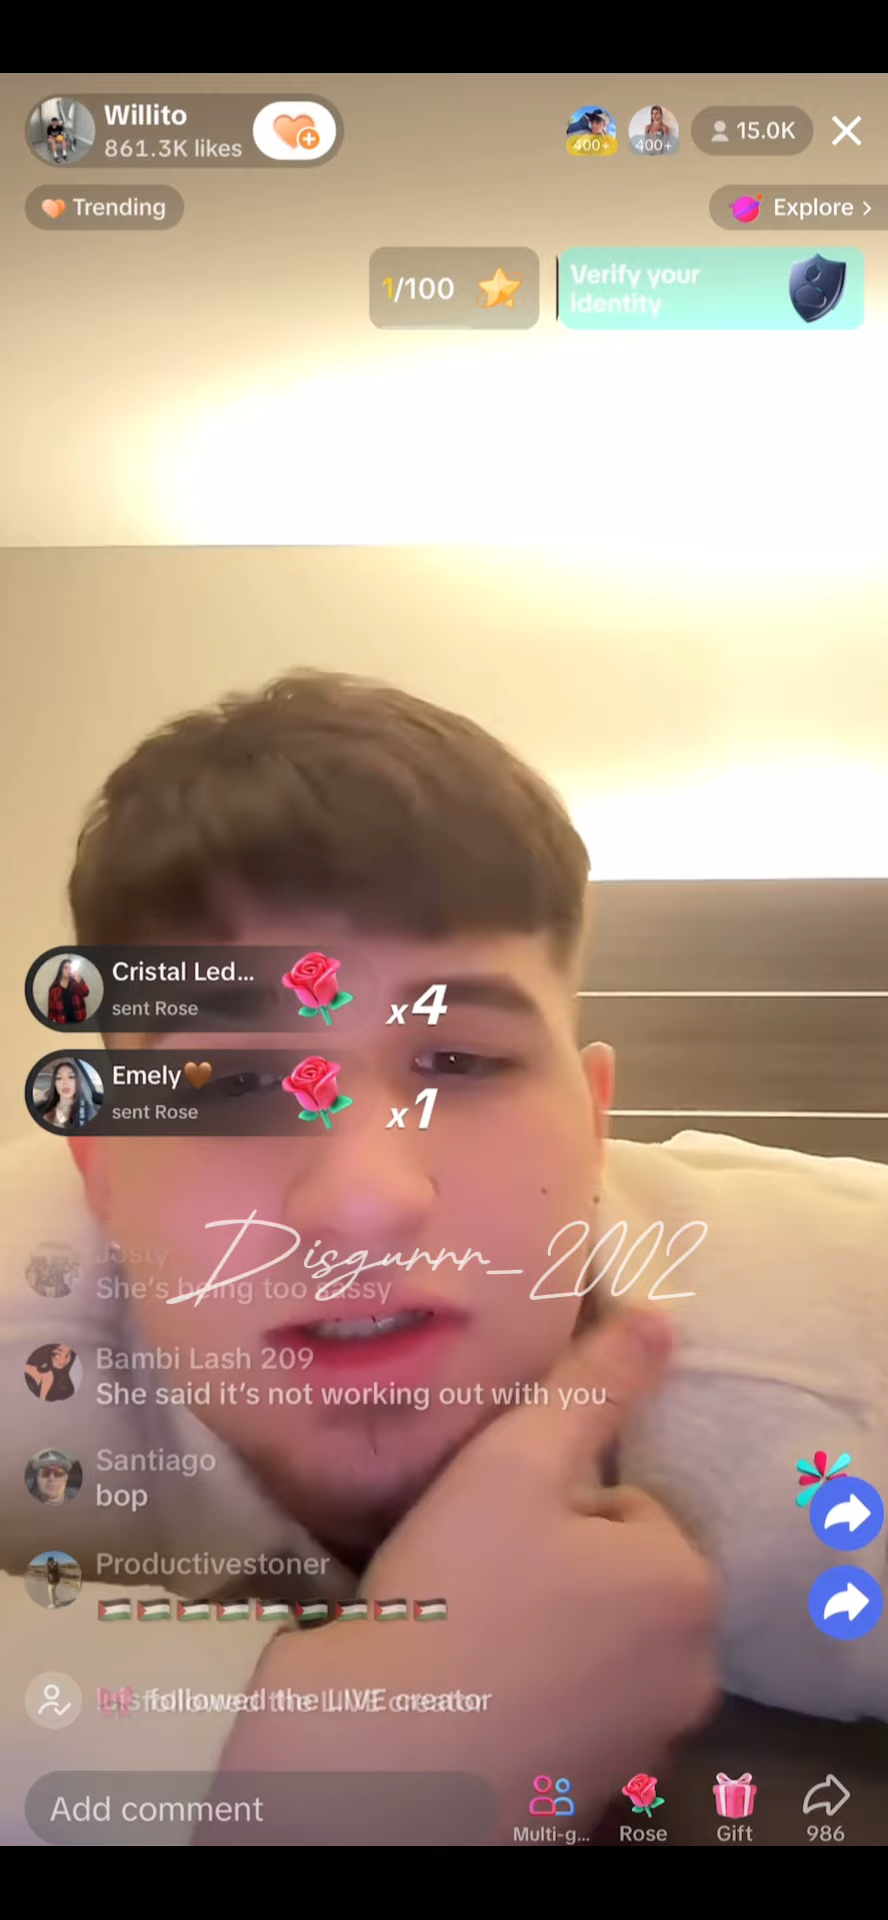 Willito
861.3K likes
400+
400+
15.0K
Trending
Explore >
1/100
Verify your
identity
Cristal Led...
sent Rose
x4
Emely🤎
sent Rose
x1
Disgunnn_2002
Josty
She's being too sassy
Bambi Lash 209
She said it's not working out with you
Santiago
bop
Productivestoner
🇵🇸🇵🇸🇵🇸🇵🇸🇵🇸🇵🇸🇵🇸🇵🇸🇵🇸
followed the LIVE creator
Add comment
Multi-g...
Rose
Gift
986